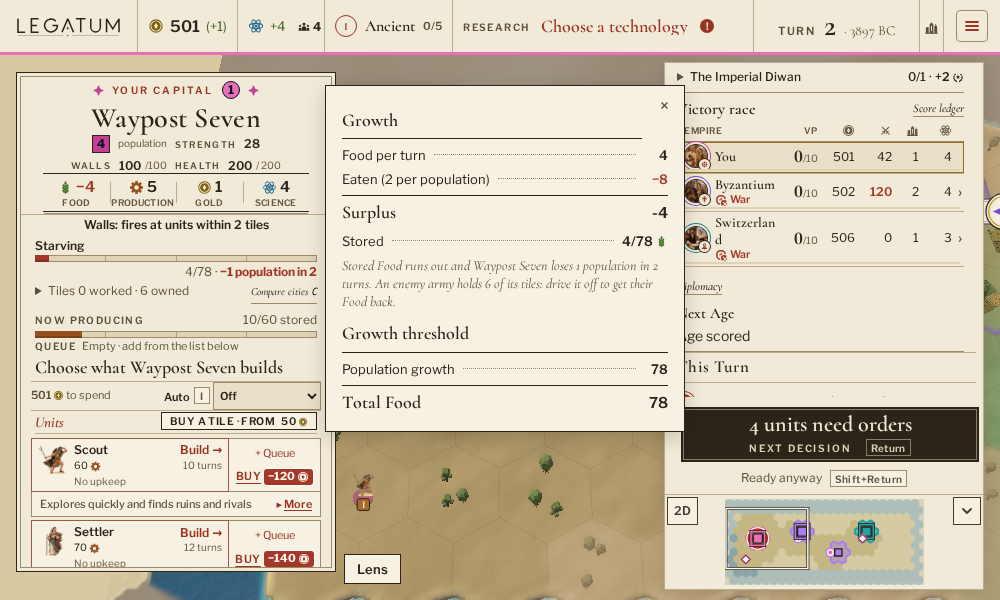 LEGATUM
501 (+1)
+4
4
I Ancient 0/5
RESEARCH Choose a technology !
TURN 2 · 3897 BC
YOUR CAPITAL 1
Waypost Seven
4 population STRENGTH 28
WALLS 100 /100 HEALTH 200 /200
−4 5 1 4
FOOD PRODUCTION GOLD SCIENCE
Walls: fires at units within 2 tiles
Starving
4/78 · −1 population in 2
Tiles 0 worked · 6 owned Compare cities C
NOW PRODUCING 10/60 stored
QUEUE Empty · add from the list below
Choose what Waypost Seven builds
501 to spend Auto I Off
Units BUY A TILE · FROM 50
Scout Build → + Queue
60 10 turns
No upkeep BUY −120
Explores quickly and finds ruins and rivals ▸ More
Settler Build → + Queue
70 12 turns
No upkeep BUY −140
×
Growth
Food per turn 4
Eaten (2 per population) −8
Surplus -4
Stored 4/78
Stored Food runs out and Waypost Seven loses 1 population in 2
turns. An enemy army holds 6 of its tiles: drive it off to get their
Food back.
Growth threshold
Population growth 78
Total Food 78
I
Lens
The Imperial Diwan 0/1 · +2
Victory race Score ledger
EMPIRE VP
You 0/10 501 42 1 4
Byzantium 0/10 502 120 2 4 ›
War
Switzerlan
d 0/10 506 0 1 3 ›
War
iplomacy
Next Age
Age scored
This Turn
4 units need orders
NEXT DECISION Return
Ready anyway Shift+Return
2D